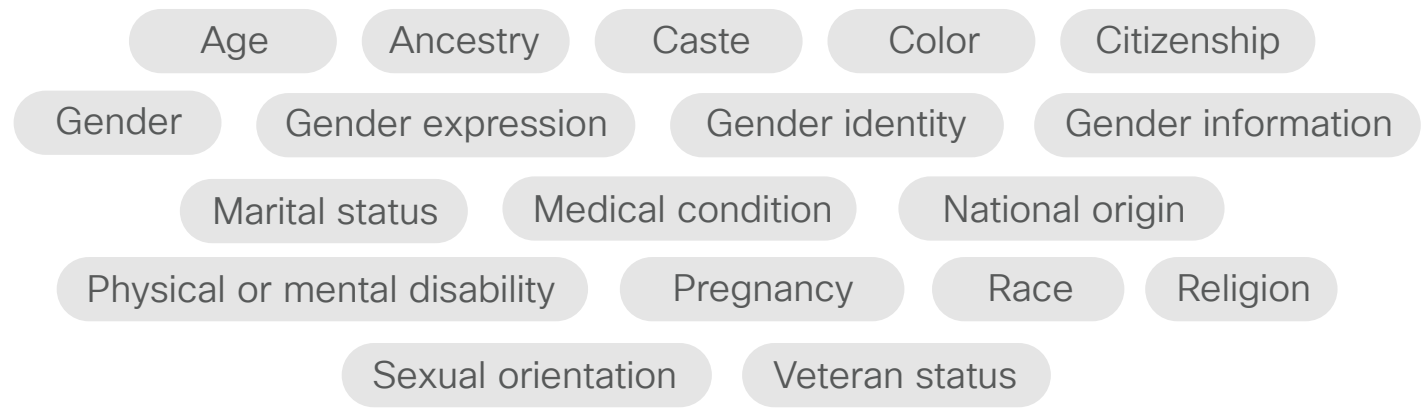 Age Ancestry Caste Color Citizenship
Gender Gender expression Gender identity Gender information
Marital status Medical condition National origin
Physical or mental disability Pregnancy Race Religion
Sexual orientation Veteran status